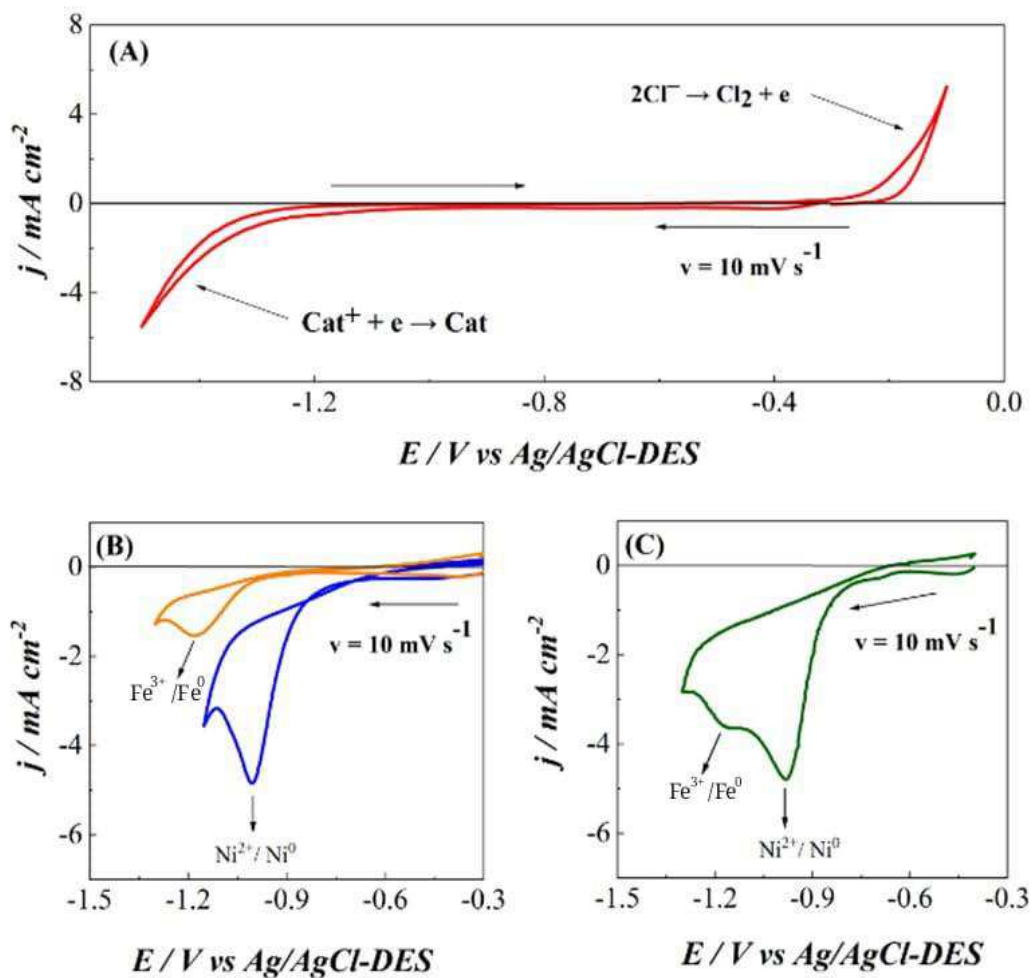 (A)
8
4
0
-4
-8
j / mA cm⁻²
2Cl⁻ → Cl₂ + e
ν = 10 mV s⁻¹
Cat⁺ + e → Cat
-1.2
-0.8
-0.4
0.0
E / V vs Ag/AgCl-DES
(B)
0
-2
-4
-6
j / mA cm⁻²
ν = 10 mV s⁻¹
Fe³⁺ /Fe⁰
Ni²⁺/ Ni⁰
-1.5
-1.2
-0.9
-0.6
-0.3
E / V vs Ag/AgCl-DES
(C)
0
-2
-4
-6
j / mA cm⁻²
ν = 10 mV s⁻¹
Fe³⁺ /Fe⁰
Ni²⁺/ Ni⁰
-1.5
-1.2
-0.9
-0.6
-0.3
E / V vs Ag/AgCl-DES